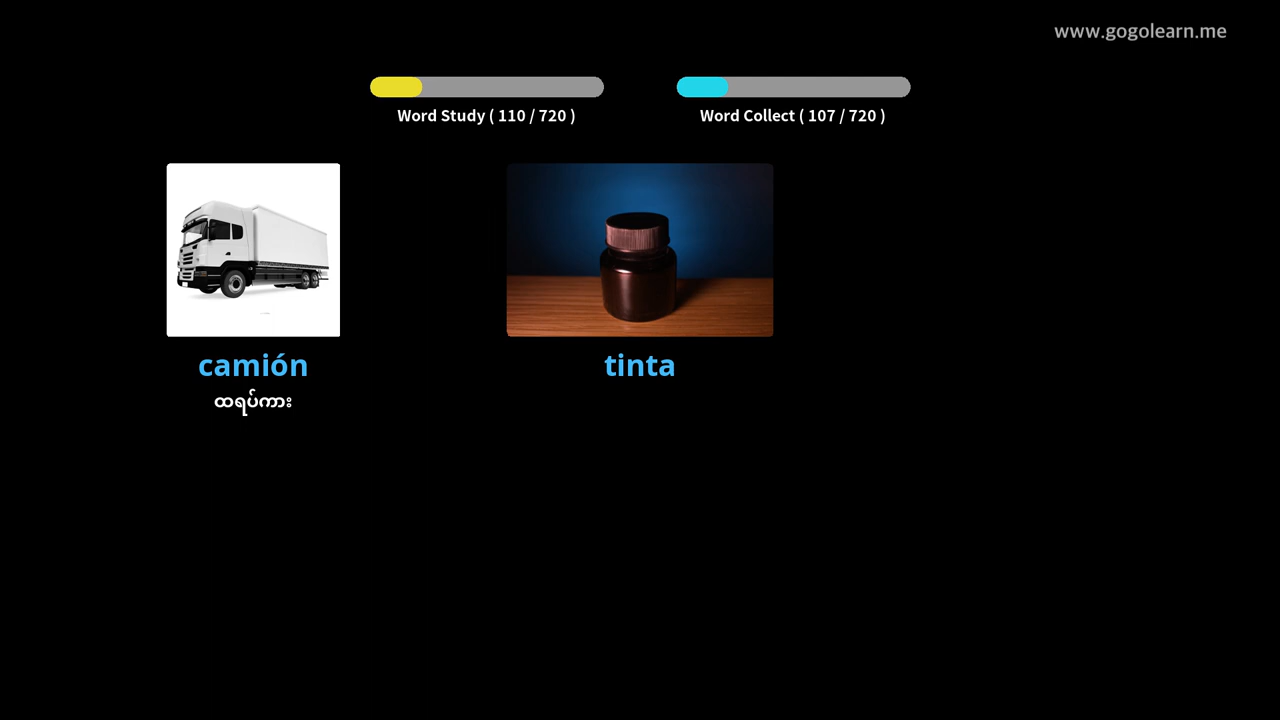 www.gogolearn.me
Word Study ( 110 / 720 )
Word Collect ( 107 / 720 )
camión
ထရပ်ကား
tinta